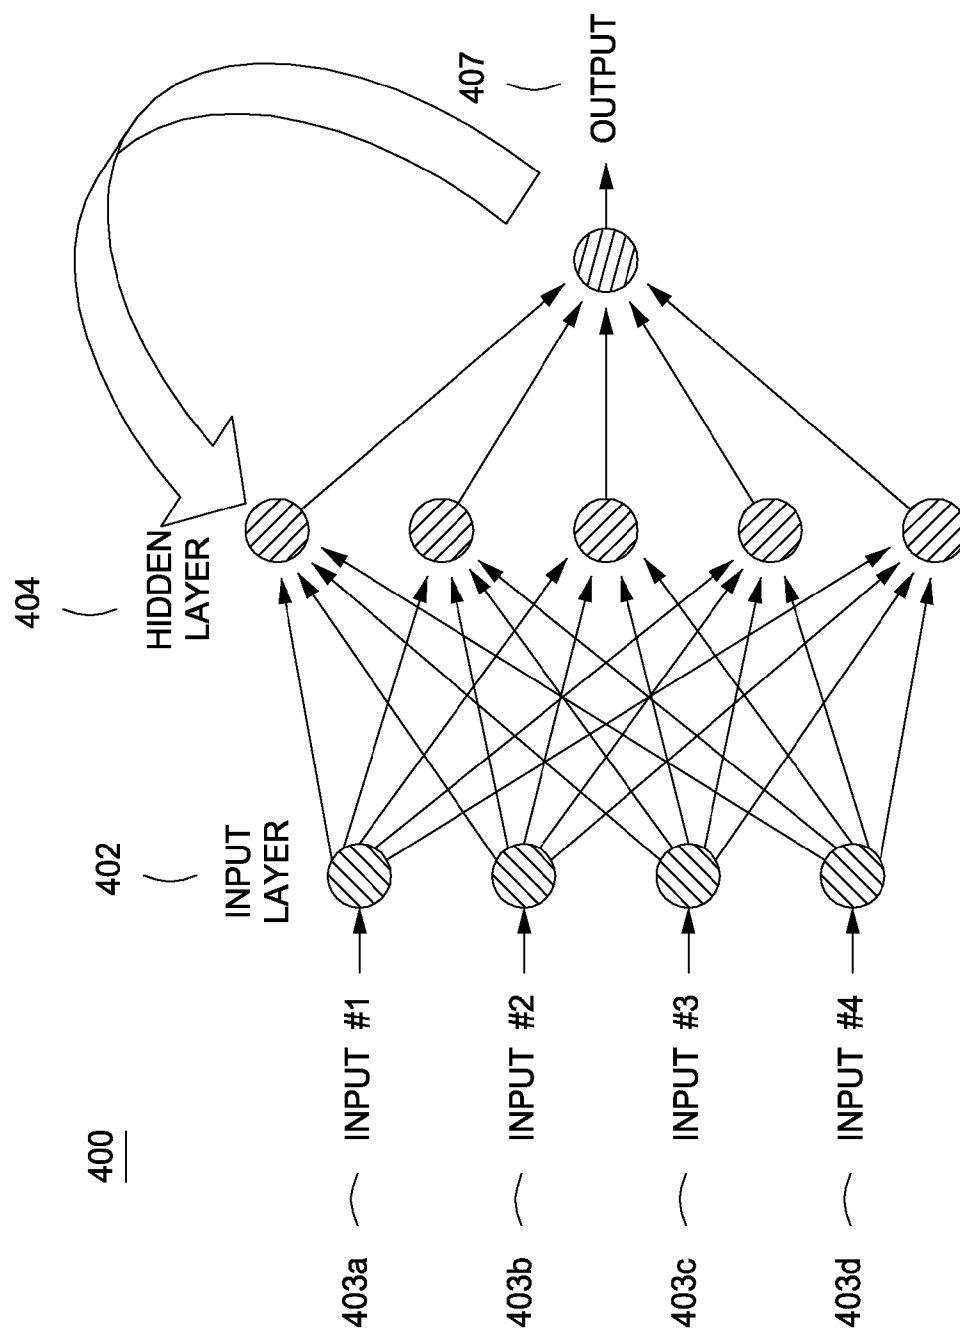 400
402
INPUT
LAYER
404
HIDDEN
LAYER
407
OUTPUT
403a INPUT #1
403b INPUT #2
403c INPUT #3
403d INPUT #4